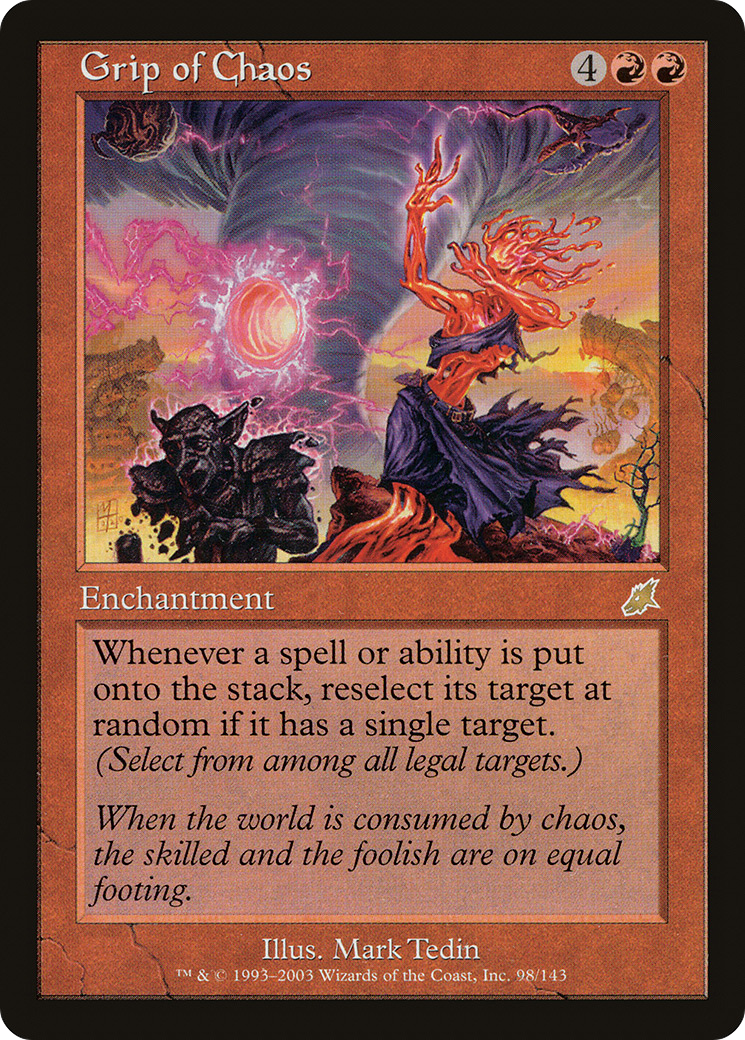 Grip of Chaos 4
Enchantment
Whenever a spell or ability is put
onto the stack, reselect its target at
random if it has a single target.
(Select from among all legal targets.)
When the world is consumed by chaos,
the skilled and the foolish are on equal
footing.
Illus. Mark Tedin
™ & © 1993–2003 Wizards of the Coast, Inc. 98/143